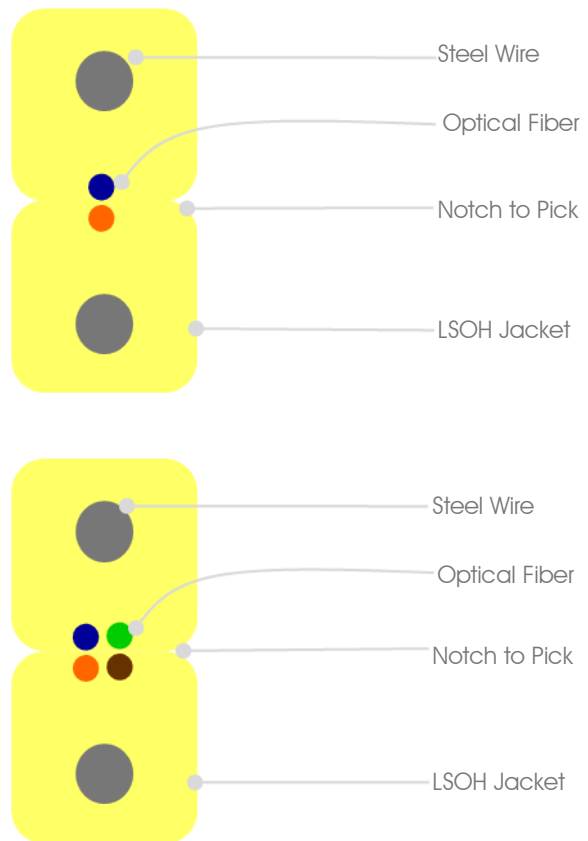 Steel Wire
Optical Fiber
Notch to Pick
LSOH Jacket
Steel Wire
Optical Fiber
Notch to Pick
LSOH Jacket